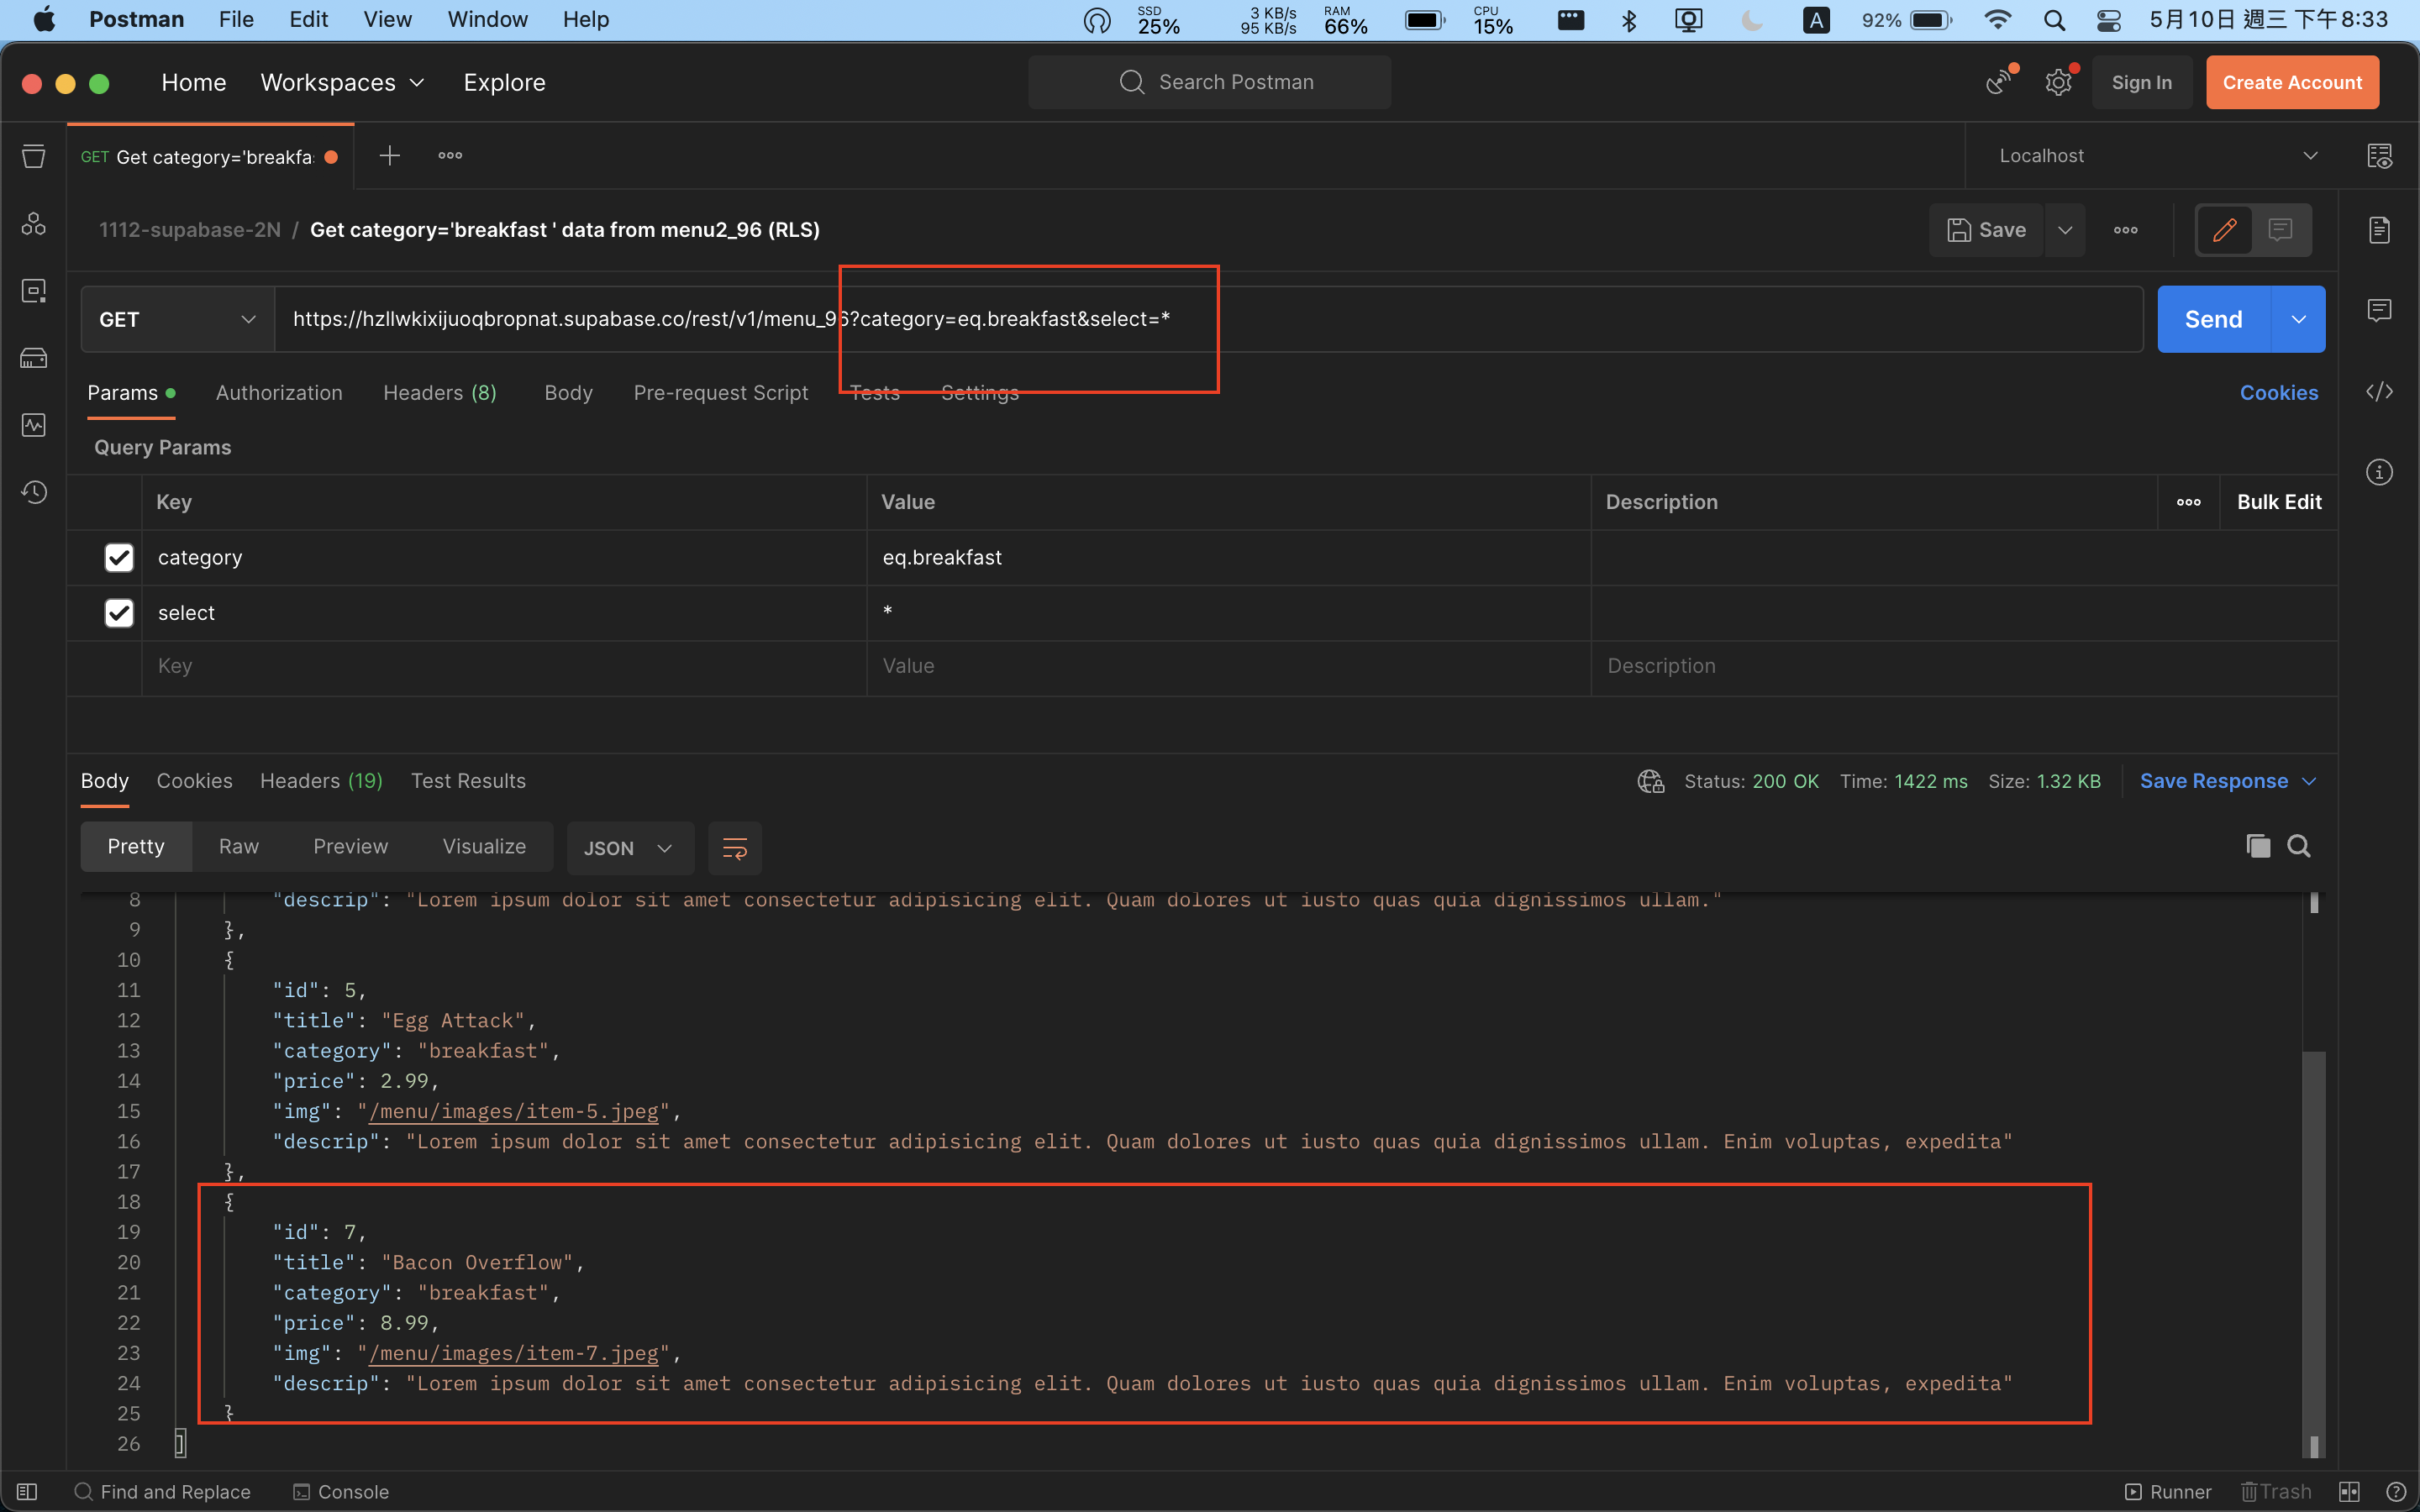 Postman File Edit View Window Help SSD 25% 3 KB/s 95 KB/s RAM 66% CPU 15% A 92% 5月10日 週三 下午8:33
Home Workspaces Explore Search Postman Sign In Create Account
GET Get category='breakfa Localhost
1112-supabase-2N / Get category='breakfast ' data from menu2_96 (RLS) Save
GET https://hzllwkixijuoqbropnat.supabase.co/rest/v1/menu_96?category=eq.breakfast&select=* Send
Params Authorization Headers (8) Body Pre-request Script Tests Settings Cookies
Query Params
Key Value Description Bulk Edit
category eq.breakfast
select *
Key Value Description
Body Cookies Headers (19) Test Results Status: 200 OK Time: 1422 ms Size: 1.32 KB Save Response
Pretty Raw Preview Visualize JSON
8 "descrip": "Lorem ipsum dolor sit amet consectetur adipisicing elit. Quam dolores ut iusto quas quia dignissimos ullam."
9 },
10 {
11 "id": 5,
12 "title": "Egg Attack",
13 "category": "breakfast",
14 "price": 2.99,
15 "img": "/menu/images/item-5.jpeg",
16 "descrip": "Lorem ipsum dolor sit amet consectetur adipisicing elit. Quam dolores ut iusto quas quia dignissimos ullam. Enim voluptas, expedita"
17 },
18 {
19 "id": 7,
20 "title": "Bacon Overflow",
21 "category": "breakfast",
22 "price": 8.99,
23 "img": "/menu/images/item-7.jpeg",
24 "descrip": "Lorem ipsum dolor sit amet consectetur adipisicing elit. Quam dolores ut iusto quas quia dignissimos ullam. Enim voluptas, expedita"
25 }
26 ]
Find and Replace Console Runner Trash